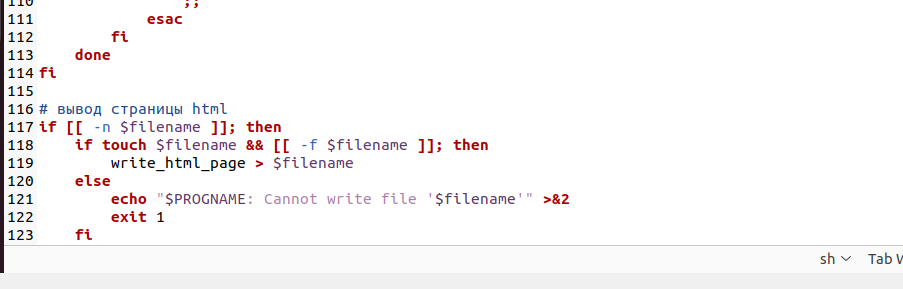 110                 ;;
111             esac
112         fi
113     done
114 fi
115
116 # вывод страницы html
117 if [[ -n $filename ]]; then
118     if touch $filename && [[ -f $filename ]]; then
119         write_html_page > $filename
120     else
121         echo "$PROGNAME: Cannot write file '$filename'" >&2
122         exit 1
123     fi
sh Tab